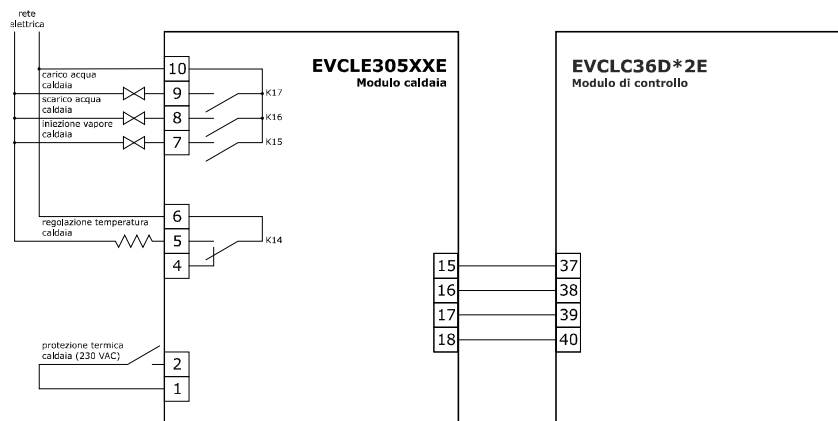 rete
elettrica
EVCLE305XXE
Modulo caldaia
EVCLC36D*2E
Modulo di controllo
10
carico acqua
caldaia
9
K17
scarico acqua
caldaia
8
K16
iniezione vapore
caldaia
7
K15
6
regolazione temperatura
caldaia
5
K14
4
15
37
16
38
17
39
18
40
protezione termica
caldaia (230 VAC)
2
1